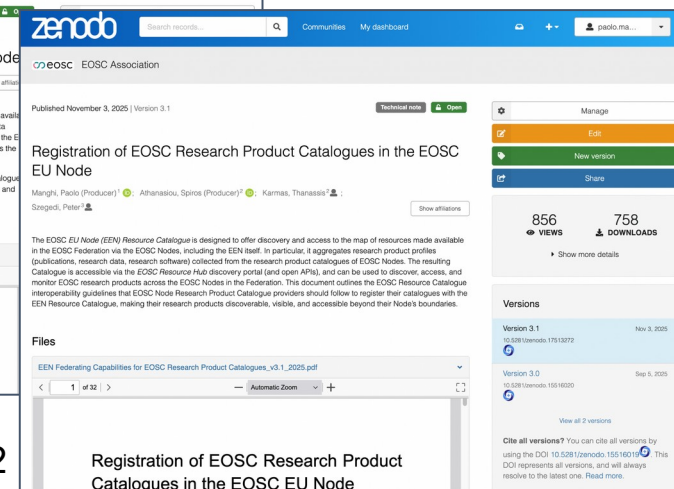 zenodo
Search records...
Communities
My dashboard
paolo.ma...
eosc EOSC Association
Published November 3, 2025 | Version 3.1
Technical note
Open
Registration of EOSC Research Product Catalogues in the EOSC
EU Node
Manghi, Paolo (Producer)¹ ; Athanasiou, Spiros (Producer)² ; Karmas, Thanassis² ;
Szegedi, Peter³
Show affiliations
The EOSC EU Node (EEN) Resource Catalogue is designed to offer discovery and access to the map of resources made available
in the EOSC Federation via the EOSC Nodes, including the EEN itself. In particular, it aggregates research product profiles
(publications, research data, research software) collected from the research product catalogues of EOSC Nodes. The resulting
Catalogue is accessible via the EOSC Resource Hub discovery portal (and open APIs), and can be used to discover, access, and
monitor EOSC research products across the EOSC Nodes in the Federation. This document outlines the EOSC Resource Catalogue
interoperability guidelines that EOSC Node Research Product Catalogue providers should follow to register their catalogues with the
EEN Resource Catalogue, making their research products discoverable, visible, and accessible beyond their Node's boundaries.
Files
EEN Federating Capabilities for EOSC Research Product Catalogues_v3.1_2025.pdf
1 of 32
Automatic Zoom
Registration of EOSC Research Product
Catalogues in the EOSC EU Node
Manage
Edit
New version
Share
856
VIEWS
758
DOWNLOADS
Show more details
Versions
Version 3.1 Nov 3, 2025
10.5281/zenodo.17513272
Version 3.0 Sep 5, 2025
10.5281/zenodo.15516020
View all 2 versions
Cite all versions? You can cite all versions by
using the DOI 10.5281/zenodo.15516019. This
DOI represents all versions, and will always
resolve to the latest one. Read more.
2